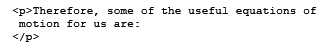 <p>Therefore, some of the useful equations of
motion for us are:
</p>